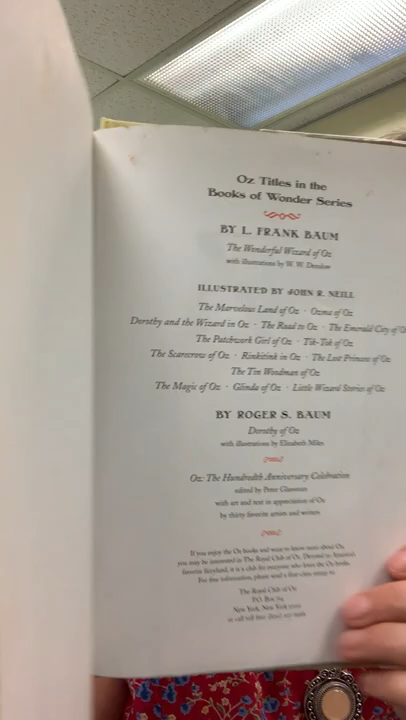 Oz Titles in the
Books of Wonder Series
BY L. FRANK BAUM
The Wonderful Wizard of Oz
with illustrations by W. W. Denslow
ILLUSTRATED BY JOHN R. NEILL
The Marvelous Land of Oz · Ozma of Oz
Dorothy and the Wizard in Oz · The Road to Oz · The Emerald City of Oz
The Patchwork Girl of Oz · Tik-Tok of Oz
The Scarecrow of Oz · Rinkitink in Oz · The Lost Princess of Oz
The Tin Woodman of Oz
The Magic of Oz · Glinda of Oz · Little Wizard Stories of Oz
BY ROGER S. BAUM
Dorothy of Oz
with illustrations by Elizabeth Miles
Oz: The Hundredth Anniversary Celebration
edited by Peter Glassman
with art and text in appreciation of Oz
by thirty favorite artists and writers
If you enjoy the Oz books and want to know more about Oz,
you may be interested in The Royal Club of Oz. Devoted to America's
favorite fairyland, it is a club for everyone who loves the Oz books.
For free information, please send a first-class stamp to:
The Royal Club of Oz
P.O. Box
New York, New York
or call toll free: